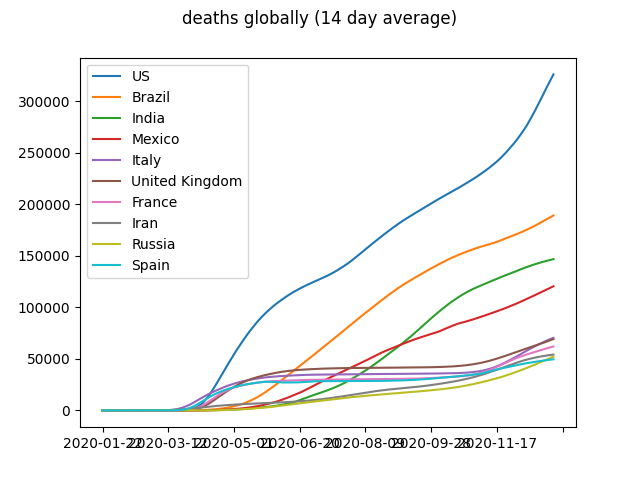 deaths globally (14 day average)
300000
250000
200000
150000
100000
50000
0
US
Brazil
India
Mexico
Italy
United Kingdom
France
Iran
Russia
Spain
2020-01-22 2020-03-12 2020-05-01 2020-06-20 2020-08-09 2020-09-28 2020-11-17